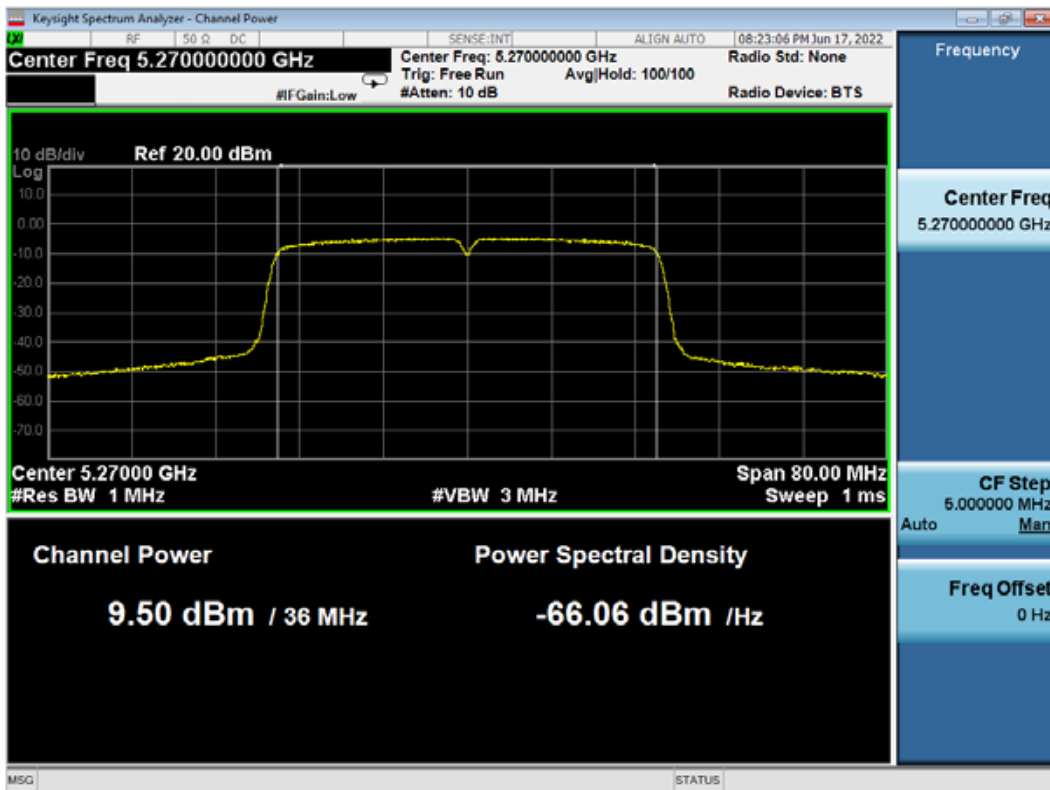 Keysight Spectrum Analyzer - Channel Power
LXI RF 50 Ω DC SENSE:INT ALIGN AUTO 08:23:06 PM Jun 17, 2022
Center Freq 5.270000000 GHz
Center Freq: 5.270000000 GHz Radio Std: None
Trig: Free Run Avg|Hold: 100/100
#IFGain:Low #Atten: 10 dB Radio Device: BTS
10 dB/div Ref 20.00 dBm
Log
10.0
0.00
-10.0
-20.0
-30.0
-40.0
-50.0
-60.0
-70.0
Center 5.27000 GHz Span 80.00 MHz
#Res BW 1 MHz #VBW 3 MHz Sweep 1 ms
Channel Power Power Spectral Density
9.50 dBm / 36 MHz -66.06 dBm /Hz
MSG STATUS
Frequency
Center Freq
5.270000000 GHz
CF Step
5.000000 MHz
Auto Man
Freq Offset
0 Hz